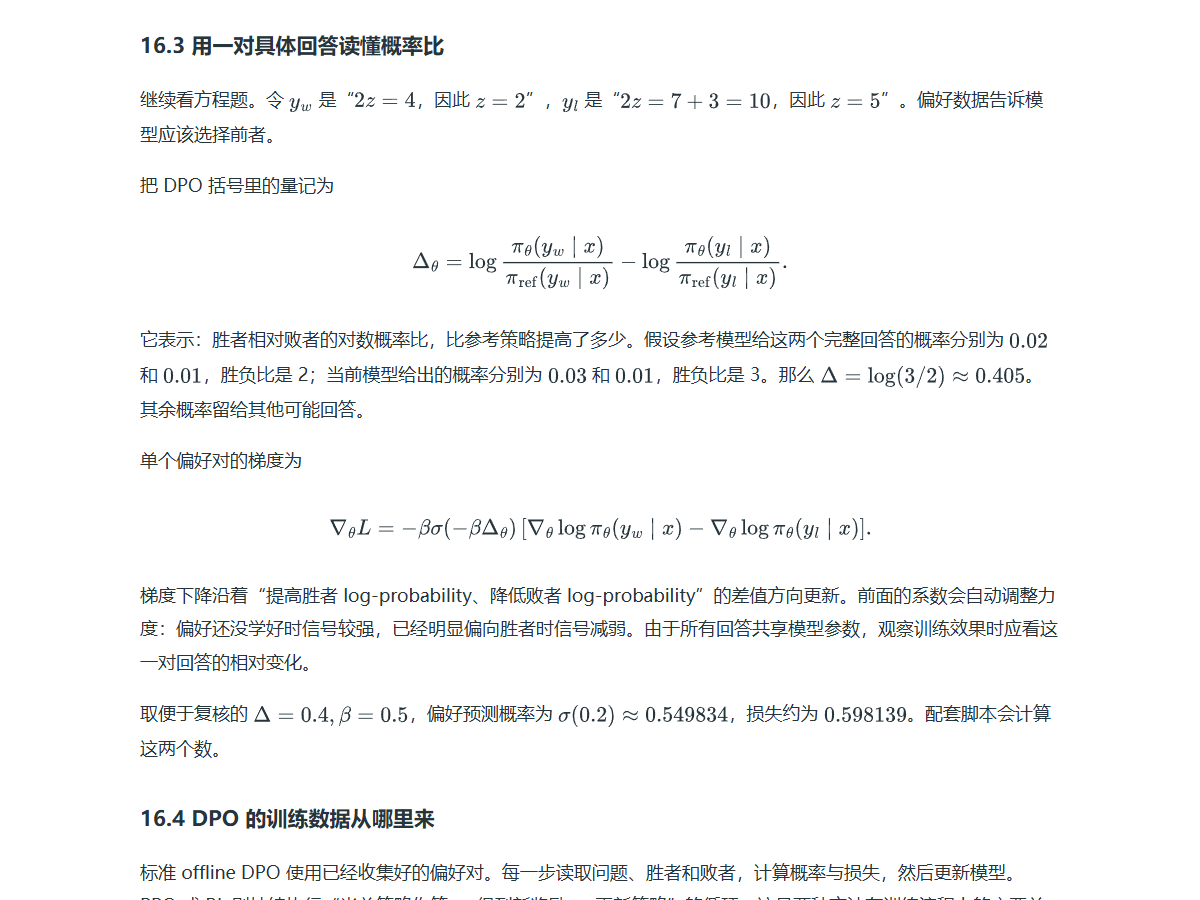 16.3 用一对具体回答读懂概率比
继续看方程题。令 y_w 是“2z = 4，因此 z = 2”，y_l 是“2z = 7 + 3 = 10，因此 z = 5”。偏好数据告诉模
型应该选择前者。
把 DPO 括号里的量记为
Δ_θ = log π_θ(y_w | x) / π_ref(y_w | x) − log π_θ(y_l | x) / π_ref(y_l | x).
它表示：胜者相对败者的对数概率比，比参考策略提高了多少。假设参考模型给这两个完整回答的概率分别为 0.02
和 0.01，胜负比是 2；当前模型给出的概率分别为 0.03 和 0.01，胜负比是 3。那么 Δ = log(3/2) ≈ 0.405。
其余概率留给其他可能回答。
单个偏好对的梯度为
∇_θ L = −βσ(−βΔ_θ) [∇_θ log π_θ(y_w | x) − ∇_θ log π_θ(y_l | x)].
梯度下降沿着“提高胜者 log-probability、降低败者 log-probability”的差值方向更新。前面的系数会自动调整力
度：偏好还没学好时信号较强，已经明显偏向胜者时信号减弱。由于所有回答共享模型参数，观察训练效果时应看这
一对回答的相对变化。
取便于复核的 Δ = 0.4, β = 0.5，偏好预测概率为 σ(0.2) ≈ 0.549834，损失约为 0.598139。配套脚本会计算
这两个数。
16.4 DPO 的训练数据从哪里来
标准 offline DPO 使用已经收集好的偏好对。每一步读取问题、胜者和败者，计算概率与损失，然后更新模型。